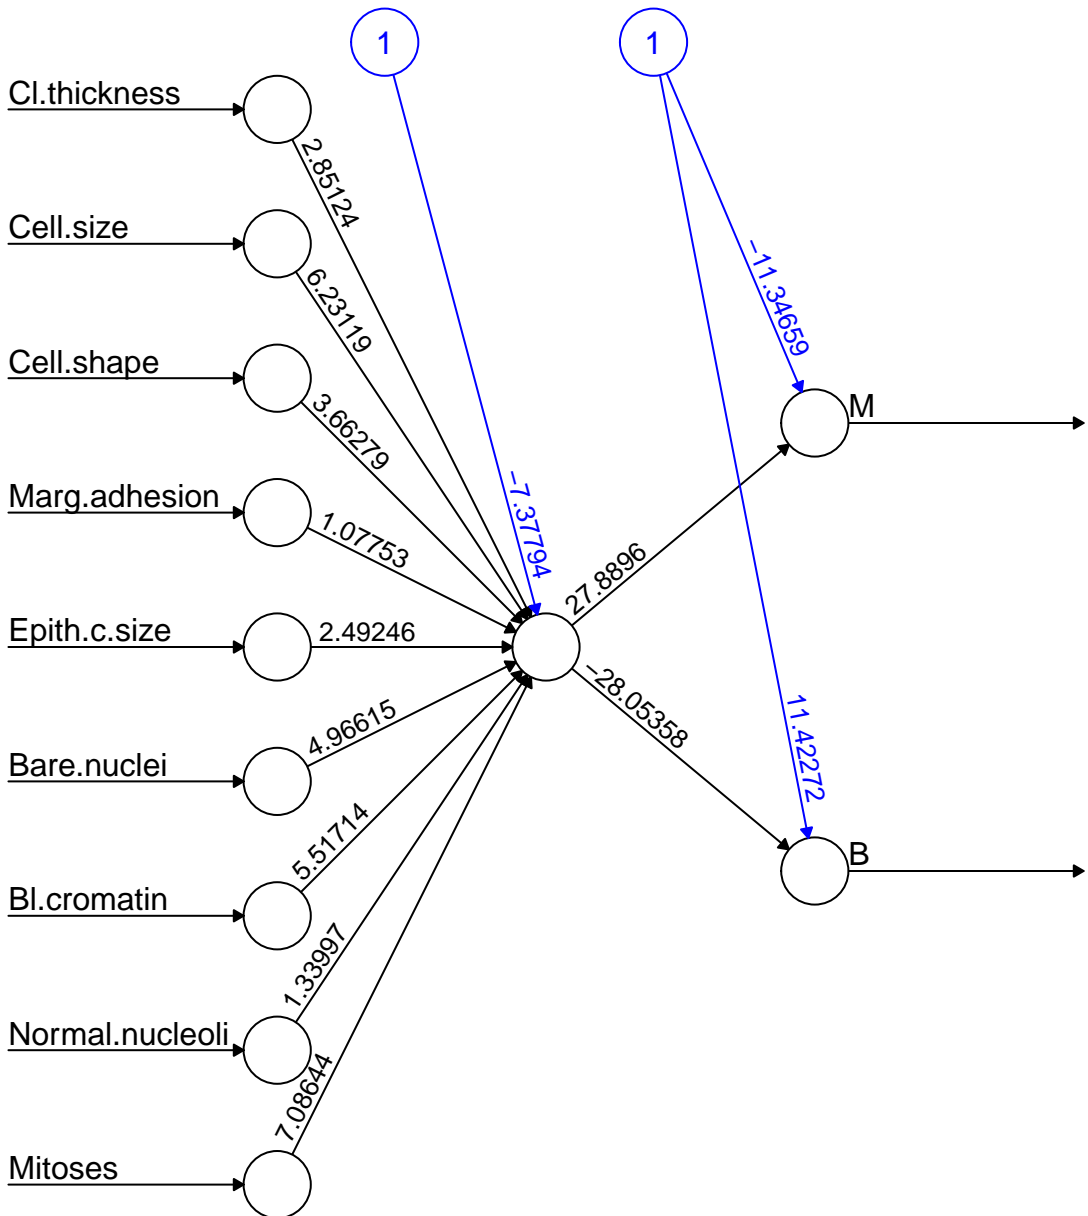 1
1
Cl.thickness
2.85124
Cell.size
6.23119
−11.34659
Cell.shape
3.66279
M
Marg.adhesion
1.07753
−7.37794
27.8896
Epith.c.size
2.49246
−28.05358
Bare.nuclei
4.96615
11.42272
Bl.cromatin
5.51714
B
Normal.nucleoli
1.33997
Mitoses
7.08644